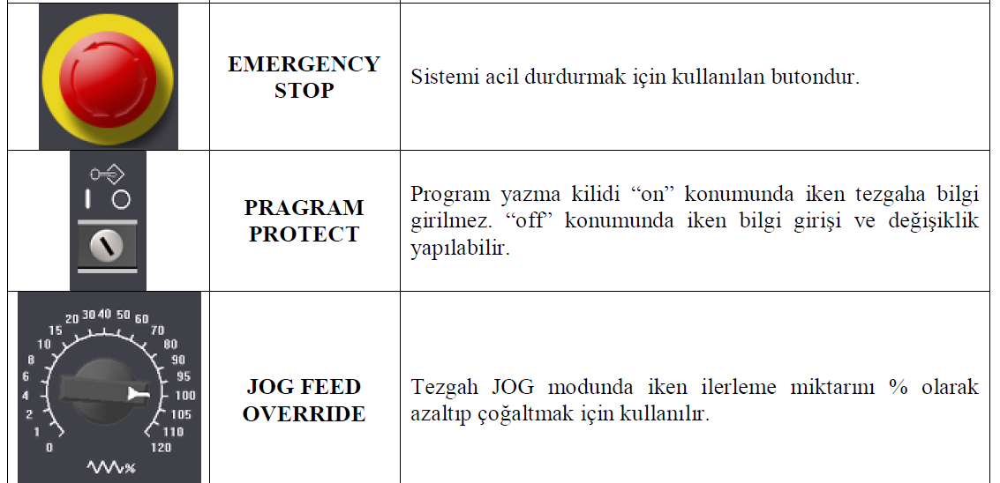 EMERGENCY
STOP
Sistemi acil durdurmak için kullanılan butondur.
PRAGRAM
PROTECT
Program yazma kilidi “on” konumunda iken tezgaha bilgi
girilmez. “off” konumunda iken bilgi girişi ve değişiklik
yapılabilir.
0
1
2
4
6
8
10
15
20
30
40
50
60
70
80
90
95
100
105
110
120
%
JOG FEED
OVERRIDE
Tezgah JOG modunda iken ilerleme miktarını % olarak
azaltıp çoğaltmak için kullanılır.